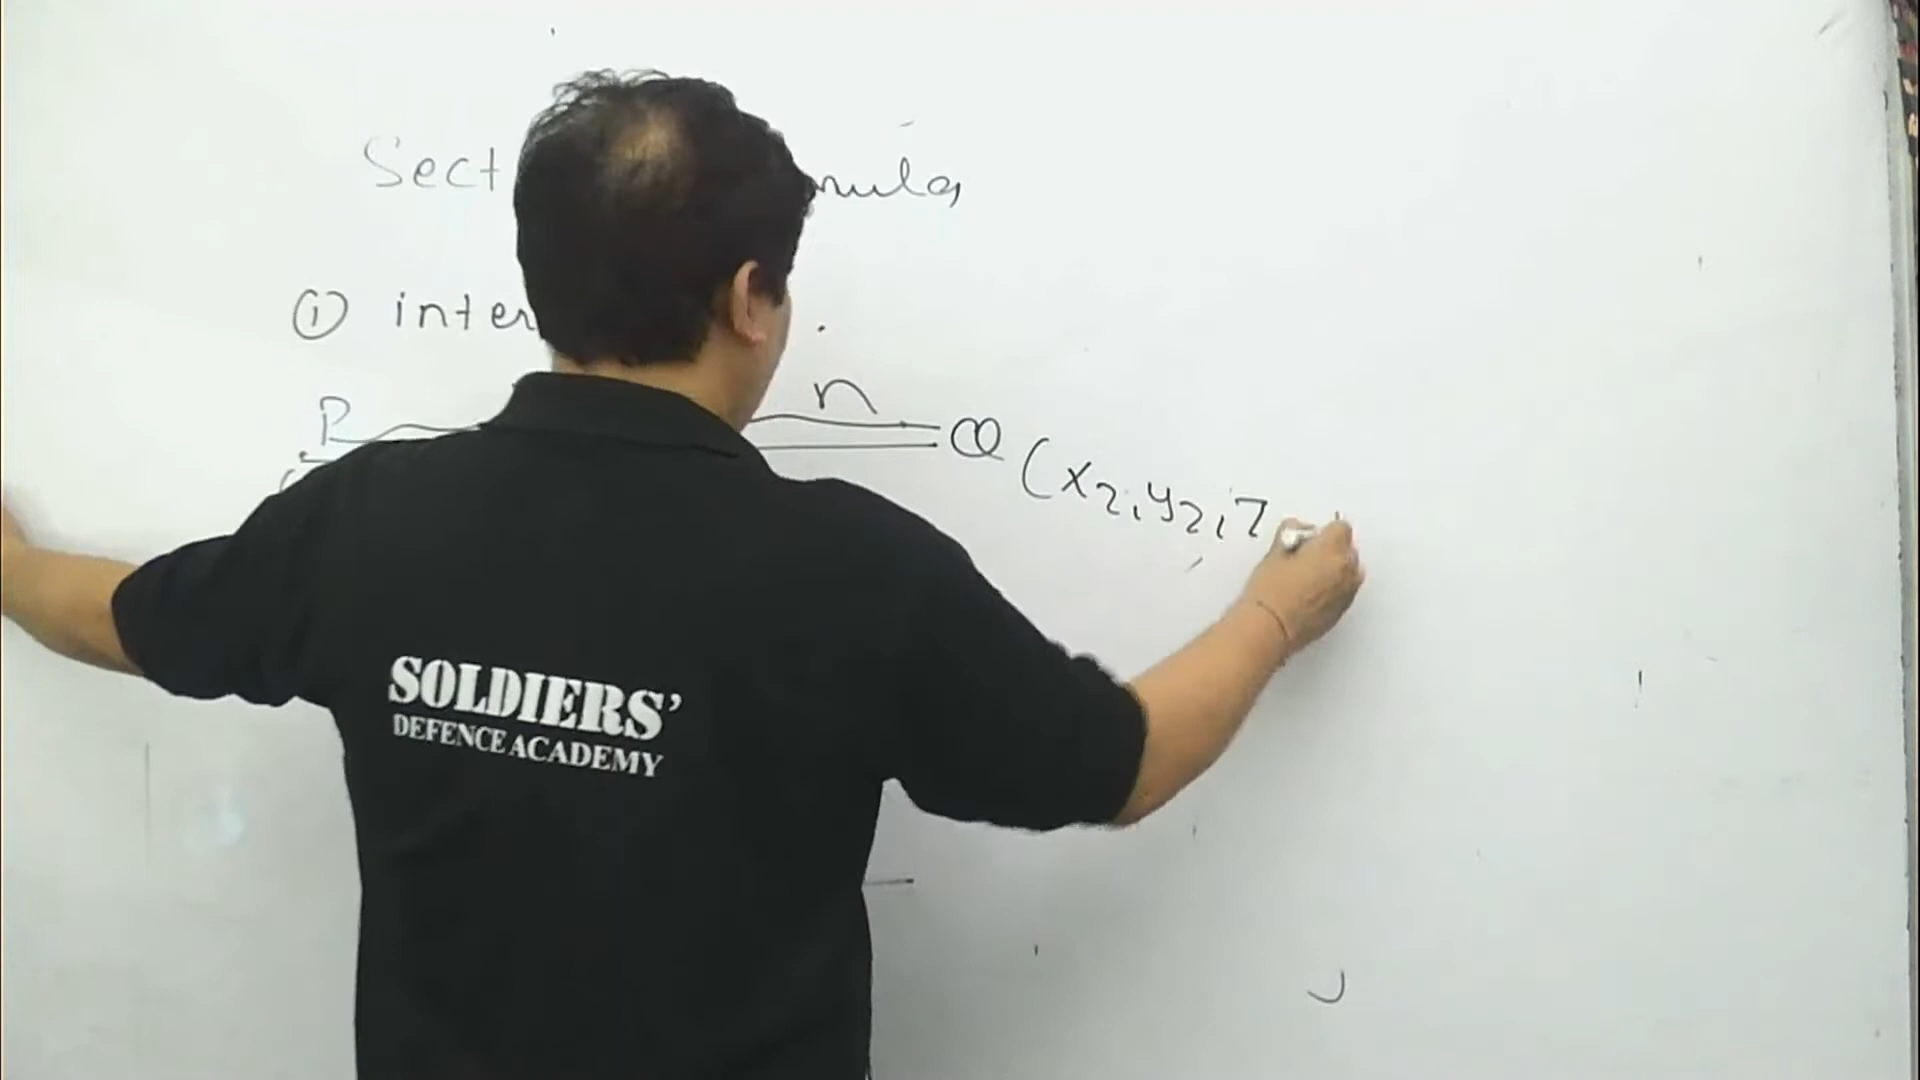 Sect mula
① inter
P n Q (x2, y2, z
SOLDIERS'
DEFENCE ACADEMY